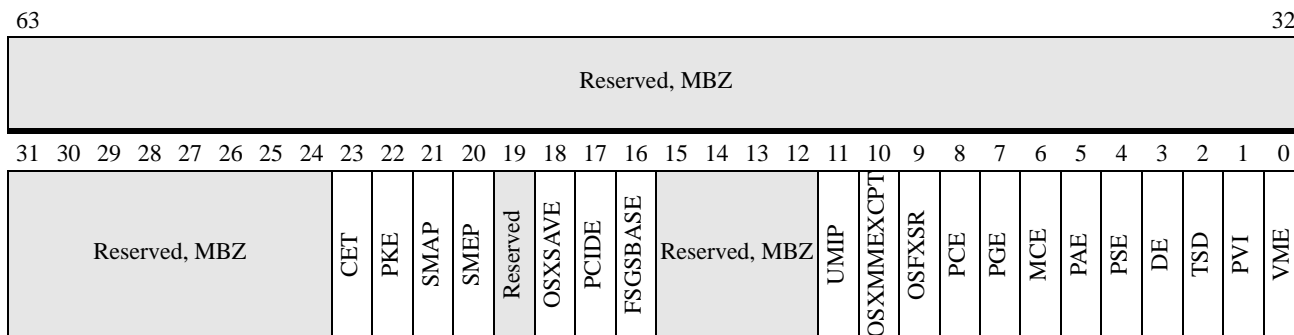 63 32
Reserved, MBZ
31 30 29 28 27 26 25 24 23 22 21 20 19 18 17 16 15 14 13 12 11 10 9 8 7 6 5 4 3 2 1 0
Reserved, MBZ CET PKE SMAP SMEP Reserved OSXSAVE PCIDE FSGSBASE Reserved, MBZ UMIP OSXMMEXCPT OSFXSR PCE PGE MCE PAE PSE DE TSD PVI VME